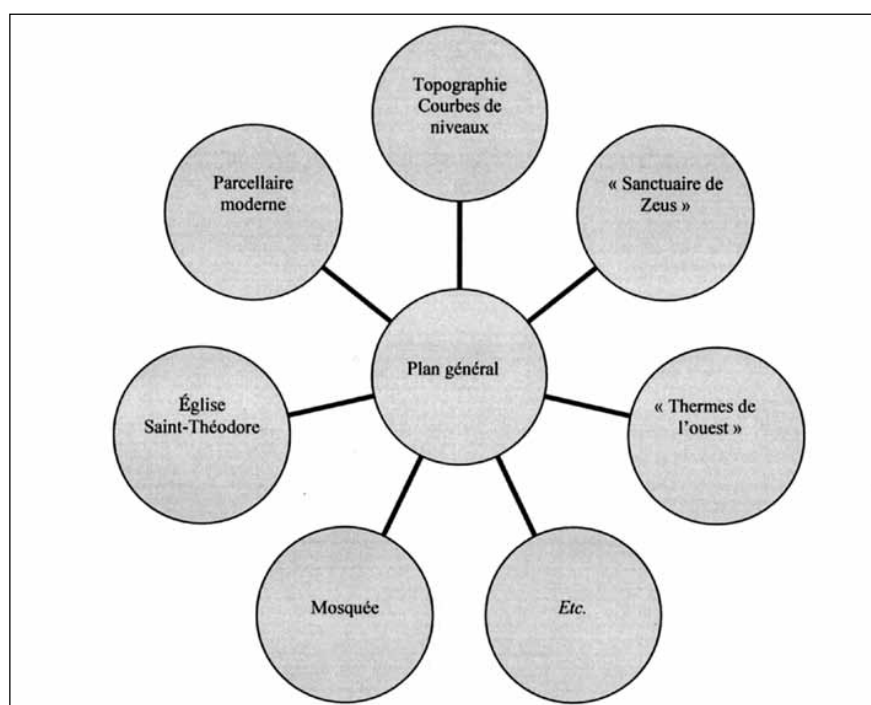 Topographie
Courbes de
niveaux
« Sanctuaire de
Zeus »
« Thermes de
l’ouest »
Etc.
Mosquée
Église
Saint-Théodore
Parcellaire
moderne
Plan général